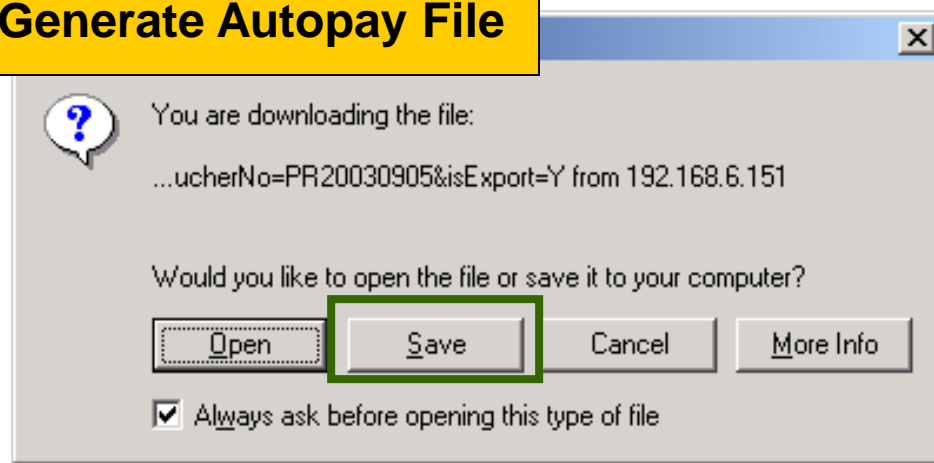 Generate Autopay File
You are downloading the file:
...ucherNo=PR20030905&isExport=Y from 192.168.6.151
Would you like to open the file or save it to your computer?
Open Save Cancel More Info
Always ask before opening this type of file